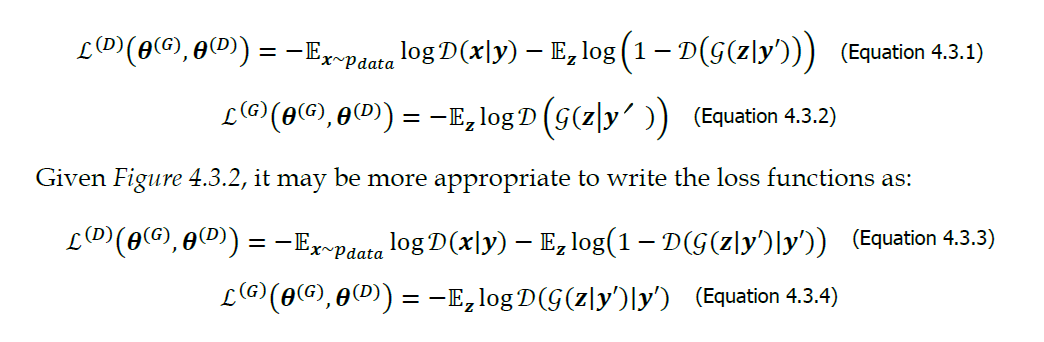 ℒ⁽ᴰ⁾(𝜽⁽ᴳ⁾, 𝜽⁽ᴰ⁾) = −𝔼_{𝒙~p_data} log 𝒟(𝒙|𝒚) − 𝔼_𝒛 log(1 − 𝒟(𝒢(𝒛|𝒚′))) (Equation 4.3.1)
ℒ⁽ᴳ⁾(𝜽⁽ᴳ⁾, 𝜽⁽ᴰ⁾) = −𝔼_𝒛 log 𝒟(𝒢(𝒛|𝒚′ )) (Equation 4.3.2)
Given Figure 4.3.2, it may be more appropriate to write the loss functions as:
ℒ⁽ᴰ⁾(𝜽⁽ᴳ⁾, 𝜽⁽ᴰ⁾) = −𝔼_{𝒙~p_data} log 𝒟(𝒙|𝒚) − 𝔼_𝒛 log(1 − 𝒟(𝒢(𝒛|𝒚′)|𝒚′)) (Equation 4.3.3)
ℒ⁽ᴳ⁾(𝜽⁽ᴳ⁾, 𝜽⁽ᴰ⁾) = −𝔼_𝒛 log 𝒟(𝒢(𝒛|𝒚′)|𝒚′) (Equation 4.3.4)